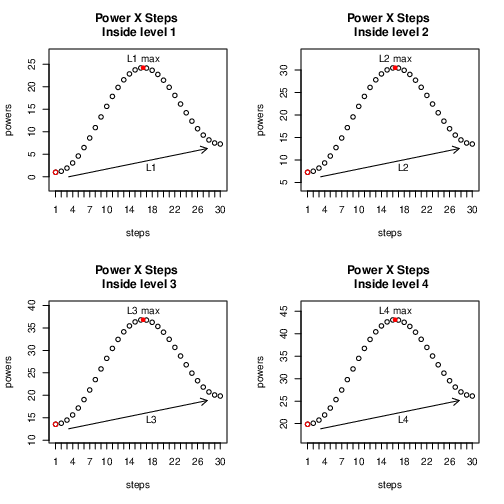 Power X Steps
Inside level 1
L1 max
25
20
15
10
5
0
powers
L1
1 4 7 10 14 18 22 26 30
steps
Power X Steps
Inside level 2
L2 max
30
25
20
15
10
5
powers
L2
1 4 7 10 14 18 22 26 30
steps
Power X Steps
Inside level 3
L3 max
40
35
30
25
20
15
10
powers
L3
1 4 7 10 14 18 22 26 30
steps
Power X Steps
Inside level 4
L4 max
45
40
35
30
25
20
powers
L4
1 4 7 10 14 18 22 26 30
steps